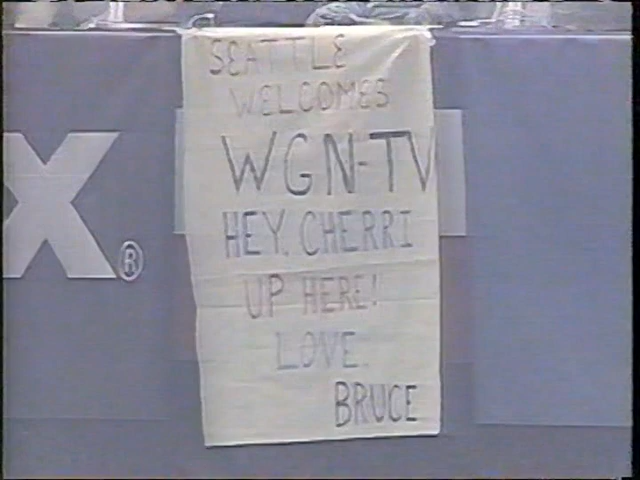 SEATTLE
WELCOMES
WGN-TV
HEY, CHERRI
UP HERE!
LOVE,
BRUCE
X®